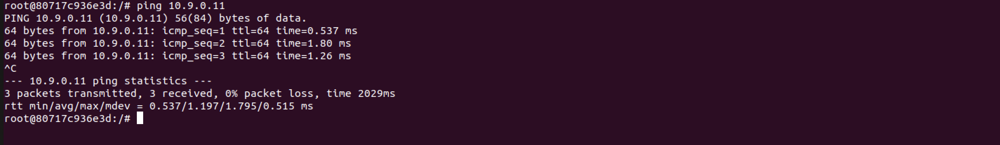 root@80717c936e3d:/# ping 10.9.0.11
PING 10.9.0.11 (10.9.0.11) 56(84) bytes of data.
64 bytes from 10.9.0.11: icmp_seq=1 ttl=64 time=0.537 ms
64 bytes from 10.9.0.11: icmp_seq=2 ttl=64 time=1.80 ms
64 bytes from 10.9.0.11: icmp_seq=3 ttl=64 time=1.26 ms
^C
--- 10.9.0.11 ping statistics ---
3 packets transmitted, 3 received, 0% packet loss, time 2029ms
rtt min/avg/max/mdev = 0.537/1.197/1.795/0.515 ms
root@80717c936e3d:/#